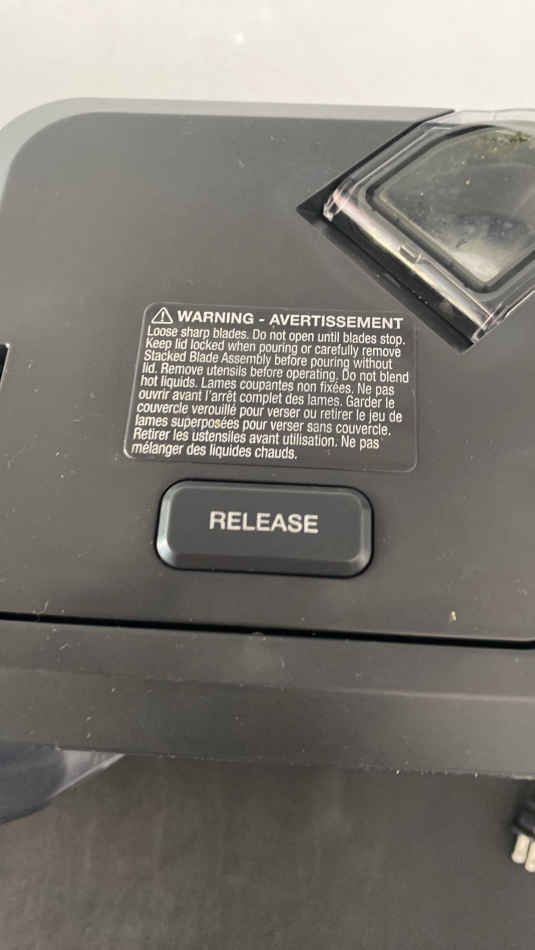 WARNING - AVERTISSEMENT
Loose sharp blades. Do not open until blades stop.
Keep lid locked when pouring or carefully remove
Stacked Blade Assembly before pouring without
lid. Remove utensils before operating. Do not blend
hot liquids. Lames coupantes non fixées. Ne pas
ouvrir avant l'arrêt complet des lames. Garder le
couvercle verouillé pour verser ou retirer le jeu de
lames superposées pour verser sans couvercle.
Retirer les ustensiles avant utilisation. Ne pas
mélanger des liquides chauds.
RELEASE